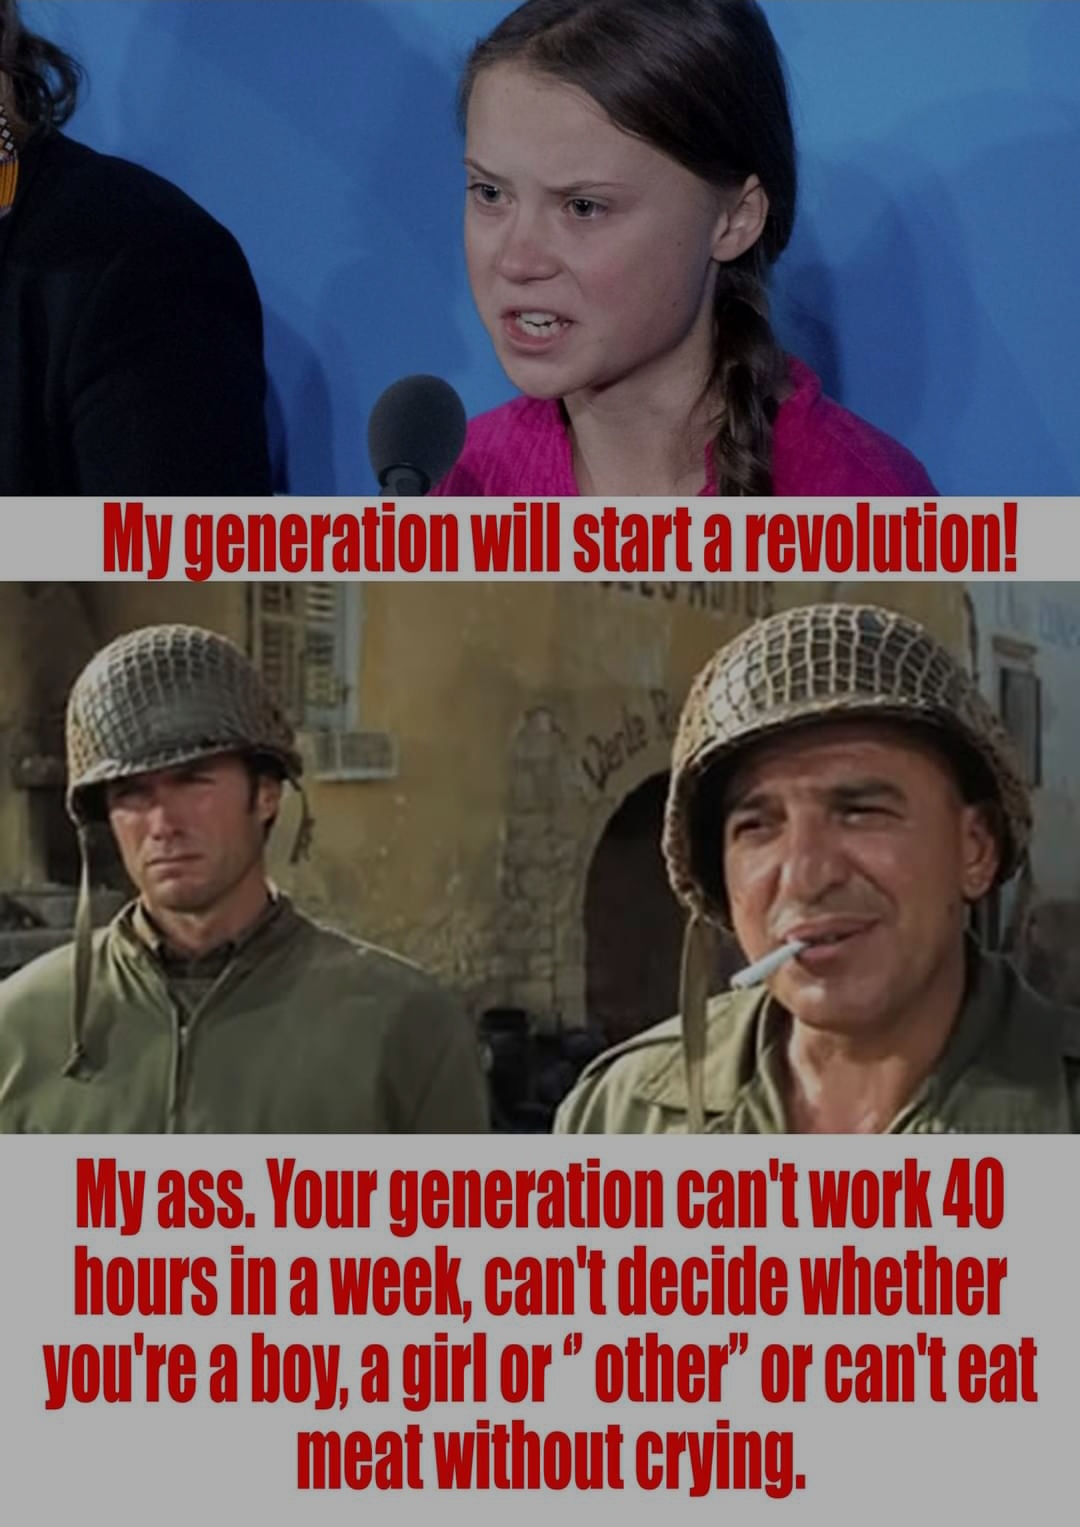 My generation will start a revolution!
My ass. Your generation can't work 40
hours in a week, can't decide whether
you're a boy, a girl or “ other” or can't eat
meat without crying.